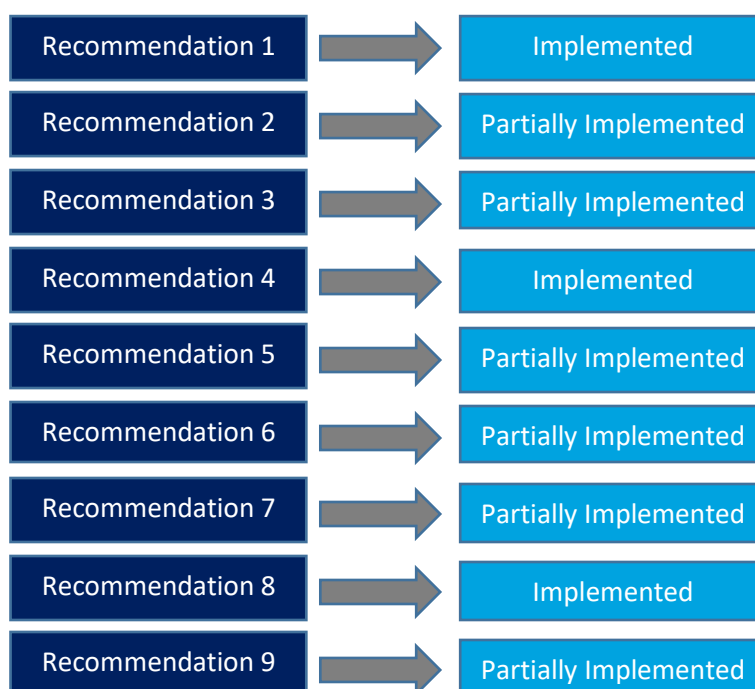 Recommendation 1
Implemented
Recommendation 2
Partially Implemented
Recommendation 3
Partially Implemented
Recommendation 4
Implemented
Recommendation 5
Partially Implemented
Recommendation 6
Partially Implemented
Recommendation 7
Partially Implemented
Recommendation 8
Implemented
Recommendation 9
Partially Implemented